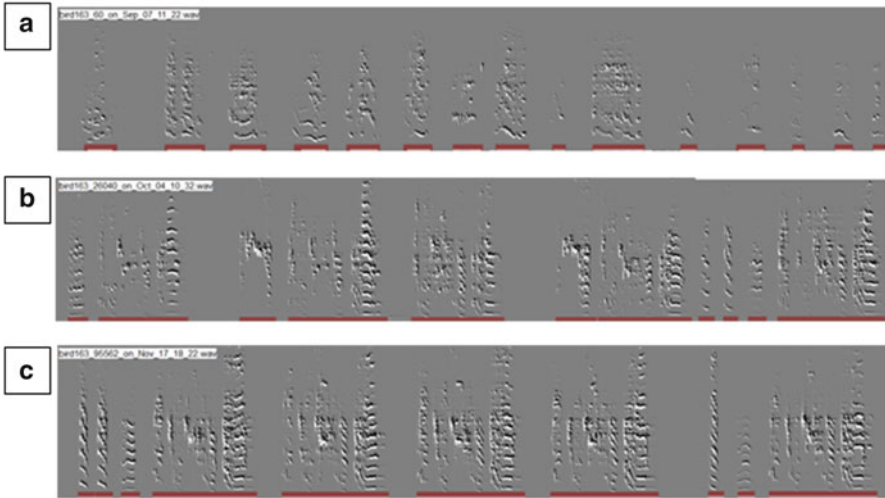 a
bird163_60_on_Sep_07_11_22.wav
b
bird163_26040_on_Oct_04_10_32.wav
c
bird163_95562_on_Nov_17_18_22.wav